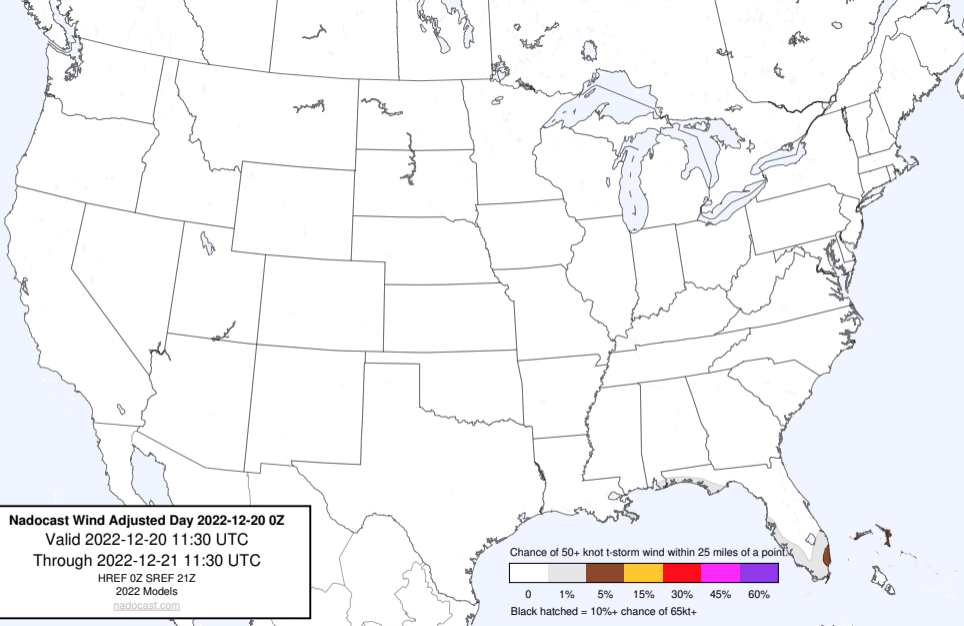 Nadocast Wind Adjusted Day 2022-12-20 0Z
Valid 2022-12-20 11:30 UTC
Through 2022-12-21 11:30 UTC
HREF 0Z SREF 21Z
2022 Models
nadocast.com
Chance of 50+ knot t-storm wind within 25 miles of a point.
0 1% 5% 15% 30% 45% 60%
Black hatched = 10%+ chance of 65kt+